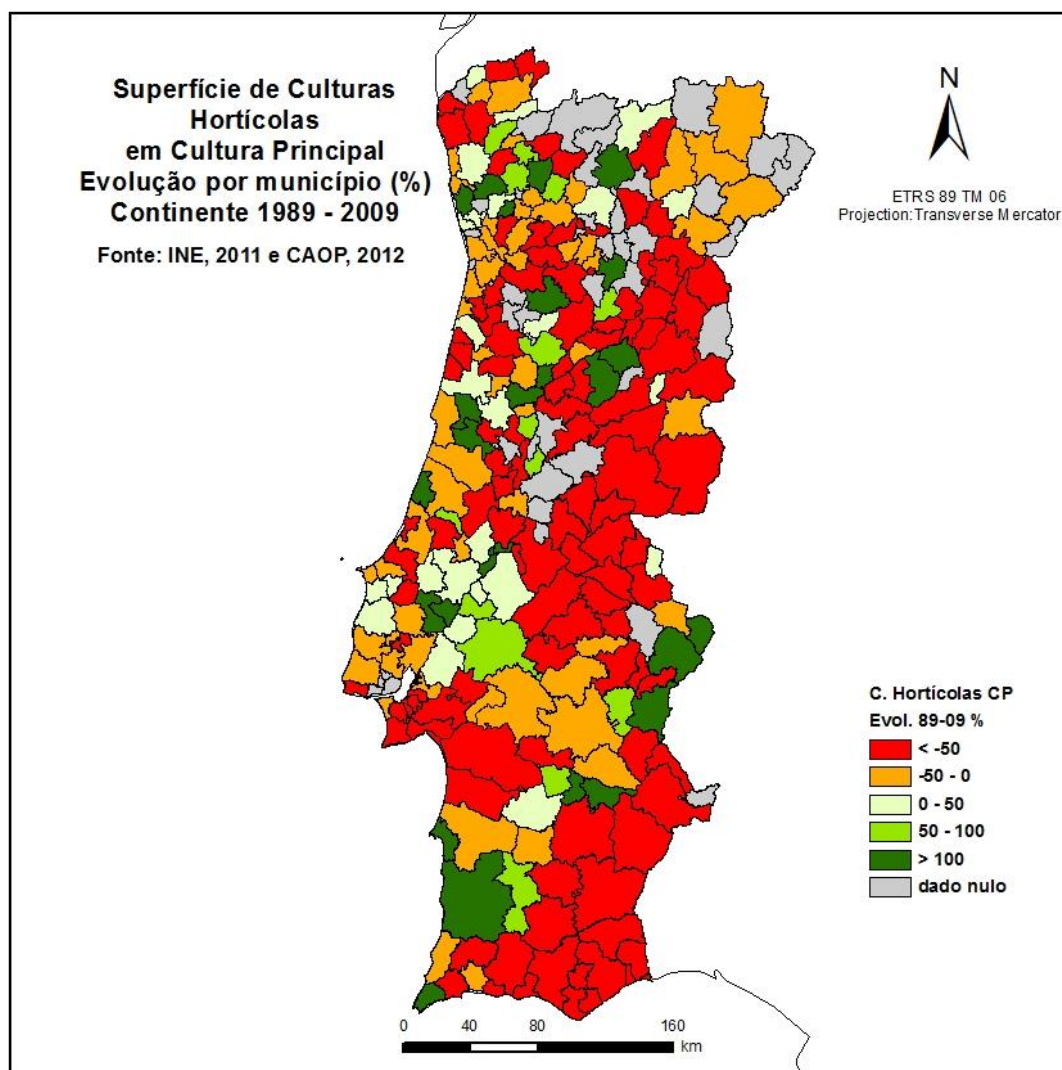 Superfície de Culturas
Hortícolas
em Cultura Principal
Evolução por município (%)
Continente 1989 - 2009
Fonte: INE, 2011 e CAOP, 2012
N
ETRS 89 TM 06
Projection:Transverse Mercator
C. Hortícolas CP
Evol. 89-09 %
< -50
-50 - 0
0 - 50
50 - 100
> 100
dado nulo
0 40 80 160
km